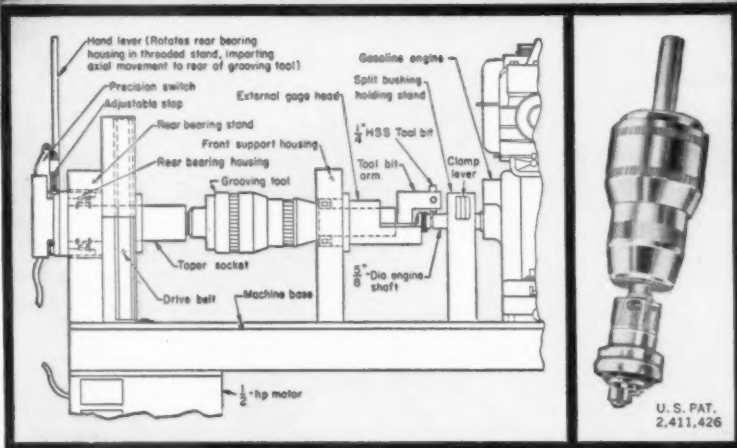 Hand lever (Rotates rear bearing
housing in threaded stand, imparting
axial movement to rear of grooving tool)
Precision switch
Adjustable stop
Rear bearing stand
Rear bearing housing
Front support housing
External gage head
Gasoline engine
Split bushing
holding stand
1/4" HSS Tool bit
Tool bit
arm
Clamp
lever
Grooving tool
Taper socket
Drive belt
5/8"-Dia engine
shaft
Machine base
1/2-hp motor
U. S. PAT.
2,411,426